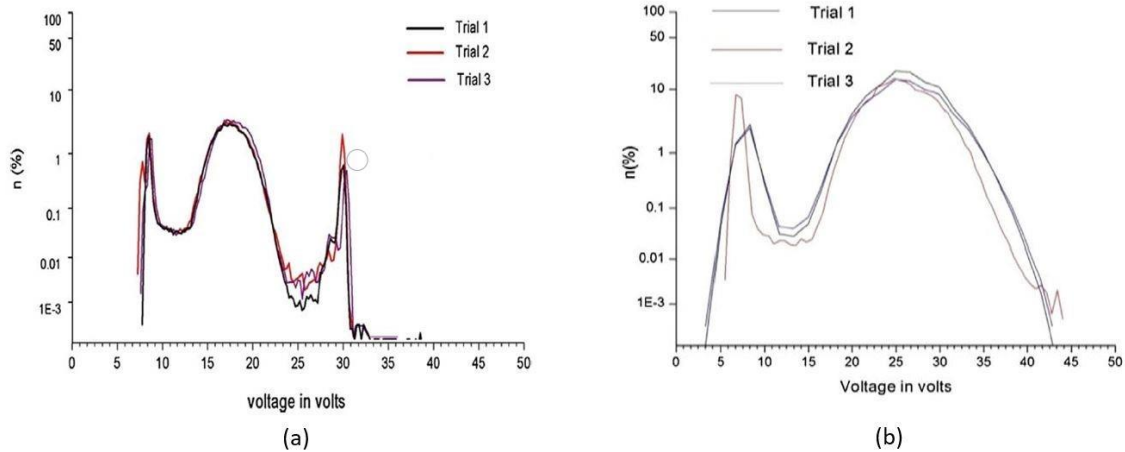 100
50
10
1
0.1
0.01
1E-3
n (%)
Trial 1
Trial 2
Trial 3
0 5 10 15 20 25 30 35 40 45 50
voltage in volts
(a)
100
50
10
1
0.1
0.01
1E-3
n(%)
Trial 1
Trial 2
Trial 3
0 5 10 15 20 25 30 35 40 45 50
Voltage in volts
(b)